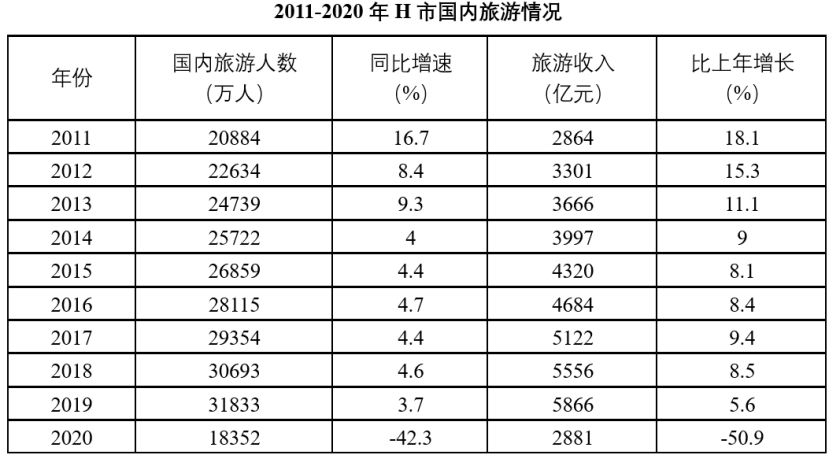 2011-2020 年 H 市国内旅游情况
年份 国内旅游人数（万人） 同比增速（%） 旅游收入（亿元） 比上年增长（%）
2011 20884 16.7 2864 18.1
2012 22634 8.4 3301 15.3
2013 24739 9.3 3666 11.1
2014 25722 4 3997 9
2015 26859 4.4 4320 8.1
2016 28115 4.7 4684 8.4
2017 29354 4.4 5122 9.4
2018 30693 4.6 5556 8.5
2019 31833 3.7 5866 5.6
2020 18352 -42.3 2881 -50.9